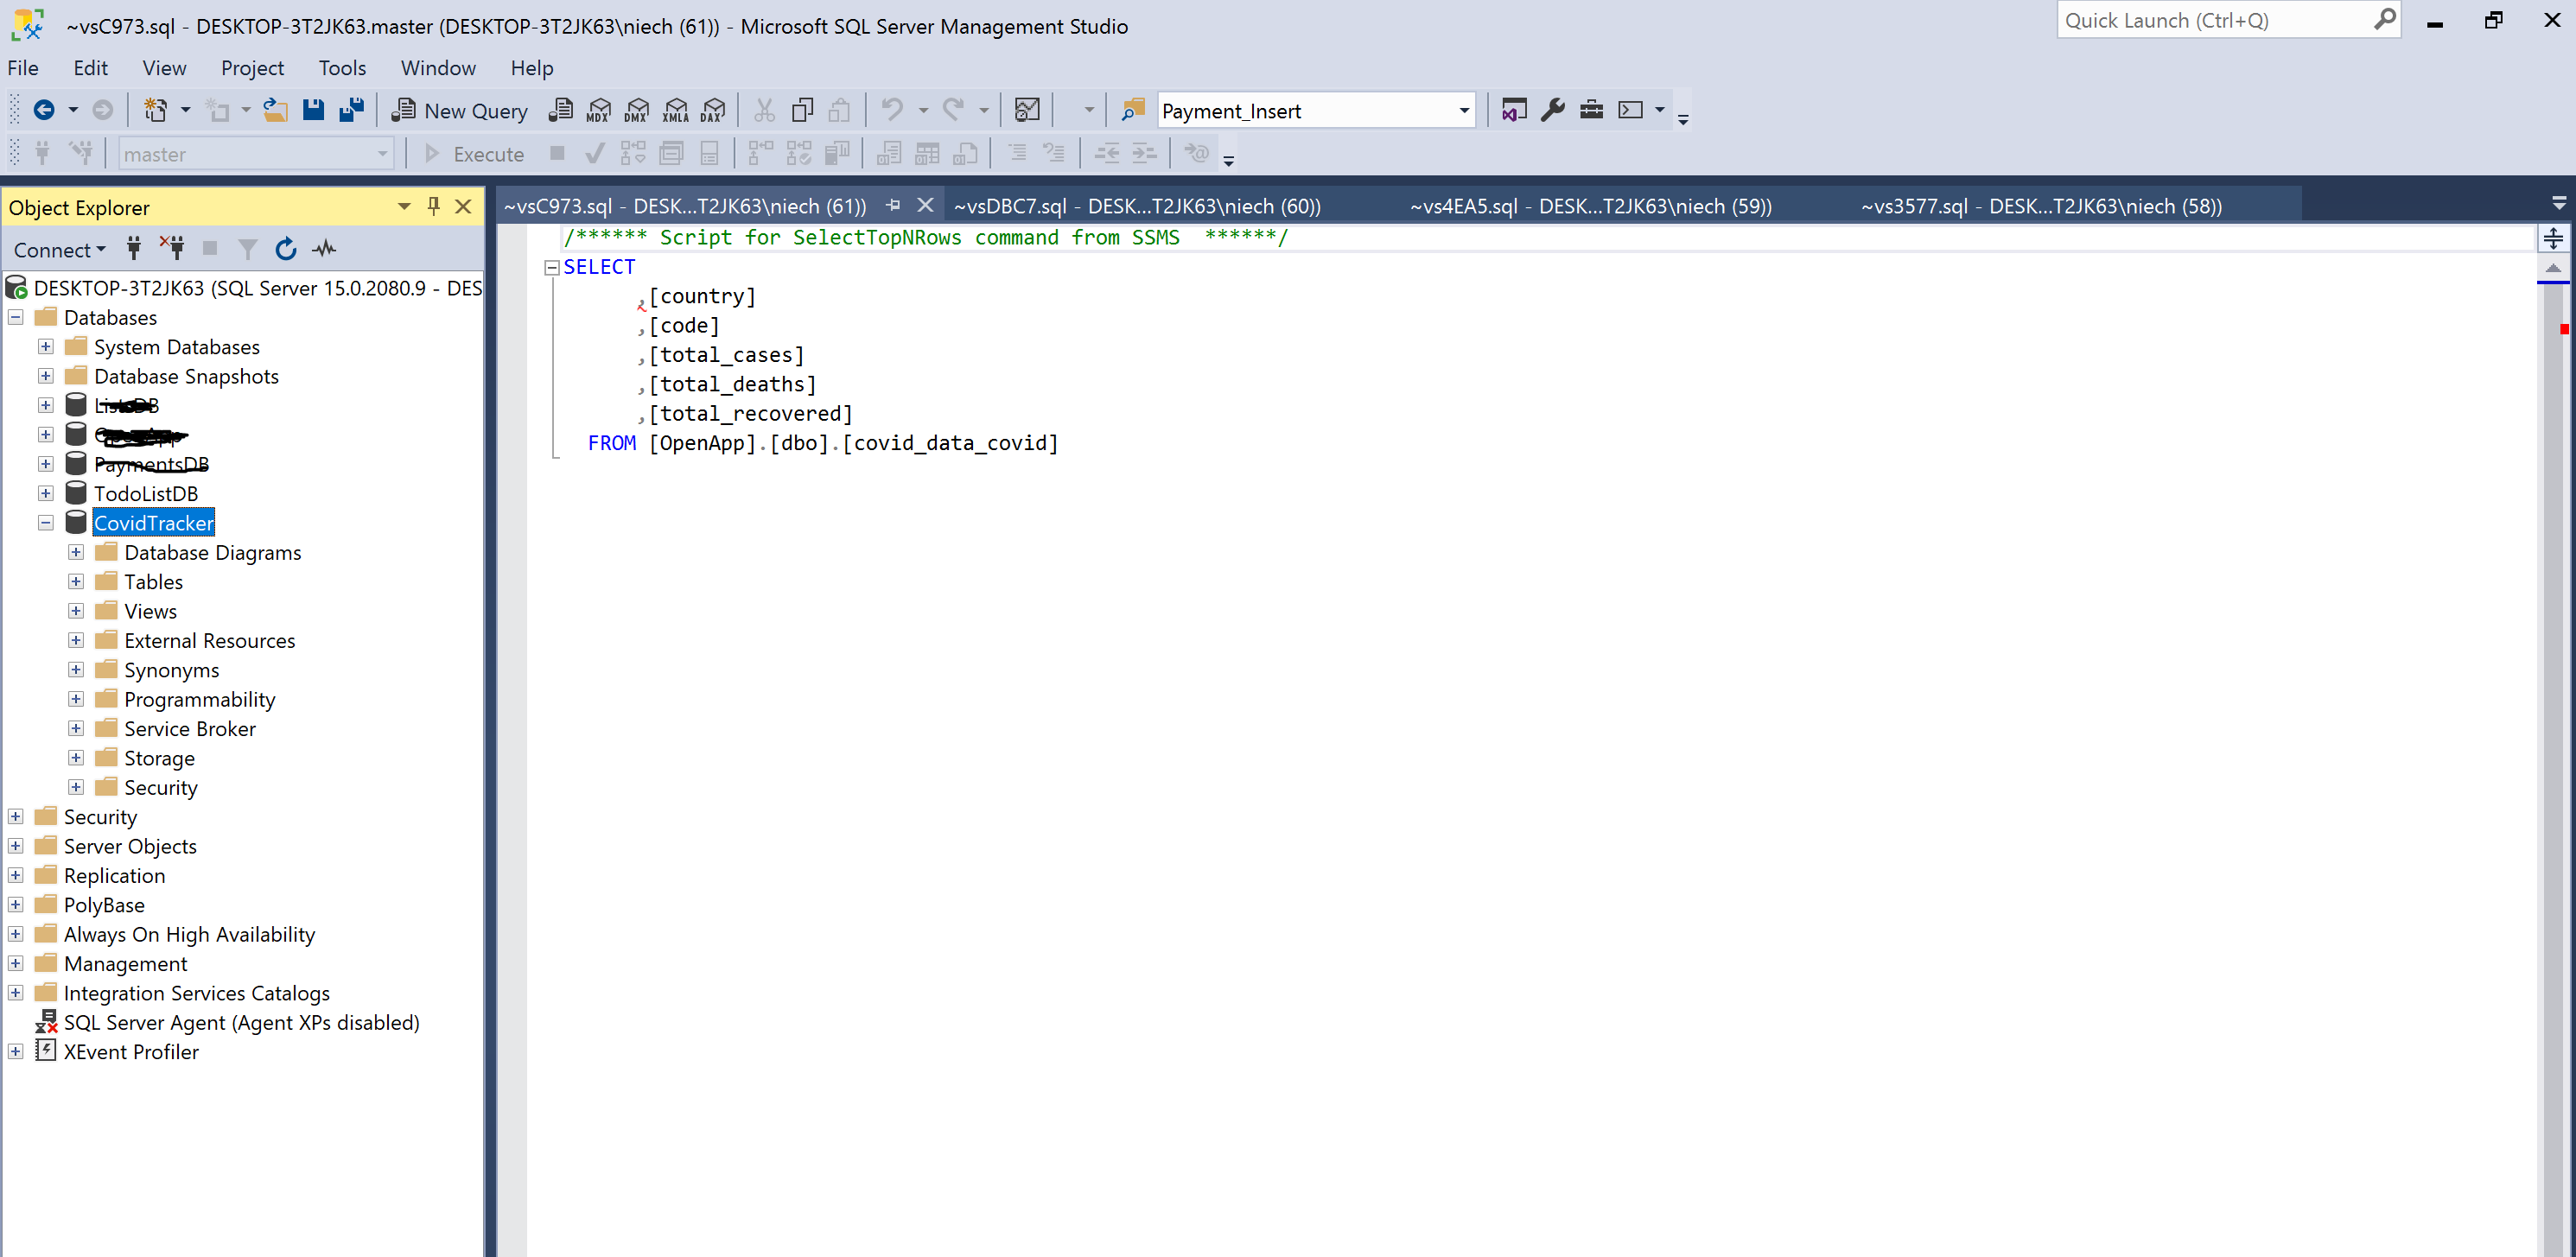 ~vsC973.sql - DESKTOP-3T2JK63.master (DESKTOP-3T2JK63\niech (61)) - Microsoft SQL Server Management Studio
Quick Launch (Ctrl+Q)
File Edit View Project Tools Window Help
New Query MDX DMX XMLA DAX Payment_Insert
master Execute
Object Explorer
Connect
DESKTOP-3T2JK63 (SQL Server 15.0.2080.9 - DES
Databases
System Databases
Database Snapshots
PaymentsDB
TodoListDB
CovidTracker
Database Diagrams
Tables
Views
External Resources
Synonyms
Programmability
Service Broker
Storage
Security
Security
Server Objects
Replication
PolyBase
Always On High Availability
Management
Integration Services Catalogs
SQL Server Agent (Agent XPs disabled)
XEvent Profiler
~vsC973.sql - DESK...T2JK63\niech (61)) ~vsDBC7.sql - DESK...T2JK63\niech (60)) ~vs4EA5.sql - DESK...T2JK63\niech (59)) ~vs3577.sql - DESK...T2JK63\niech (58))
/****** Script for SelectTopNRows command from SSMS  ******/
SELECT
,[country]
,[code]
,[total_cases]
,[total_deaths]
,[total_recovered]
FROM [OpenApp].[dbo].[covid_data_covid]